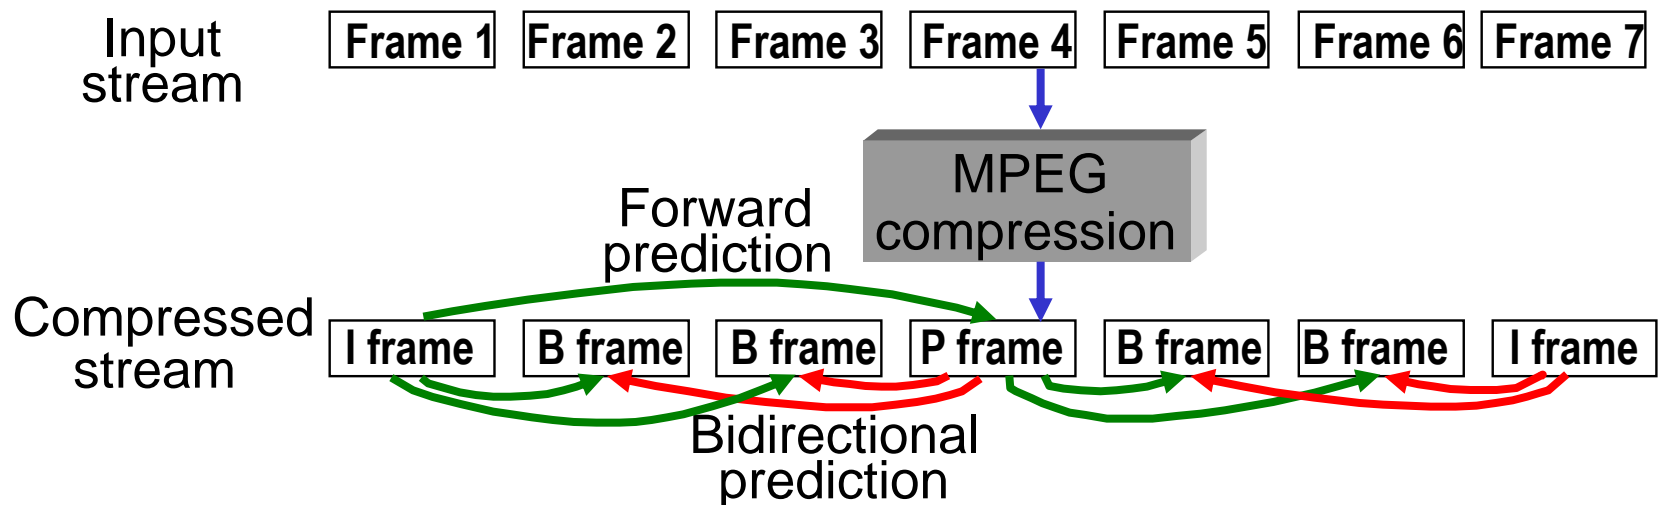 Input
stream
Frame 1 Frame 2 Frame 3 Frame 4 Frame 5 Frame 6 Frame 7
MPEG
compression
Forward
prediction
Compressed
stream
I frame B frame B frame P frame B frame B frame I frame
Bidirectional
prediction